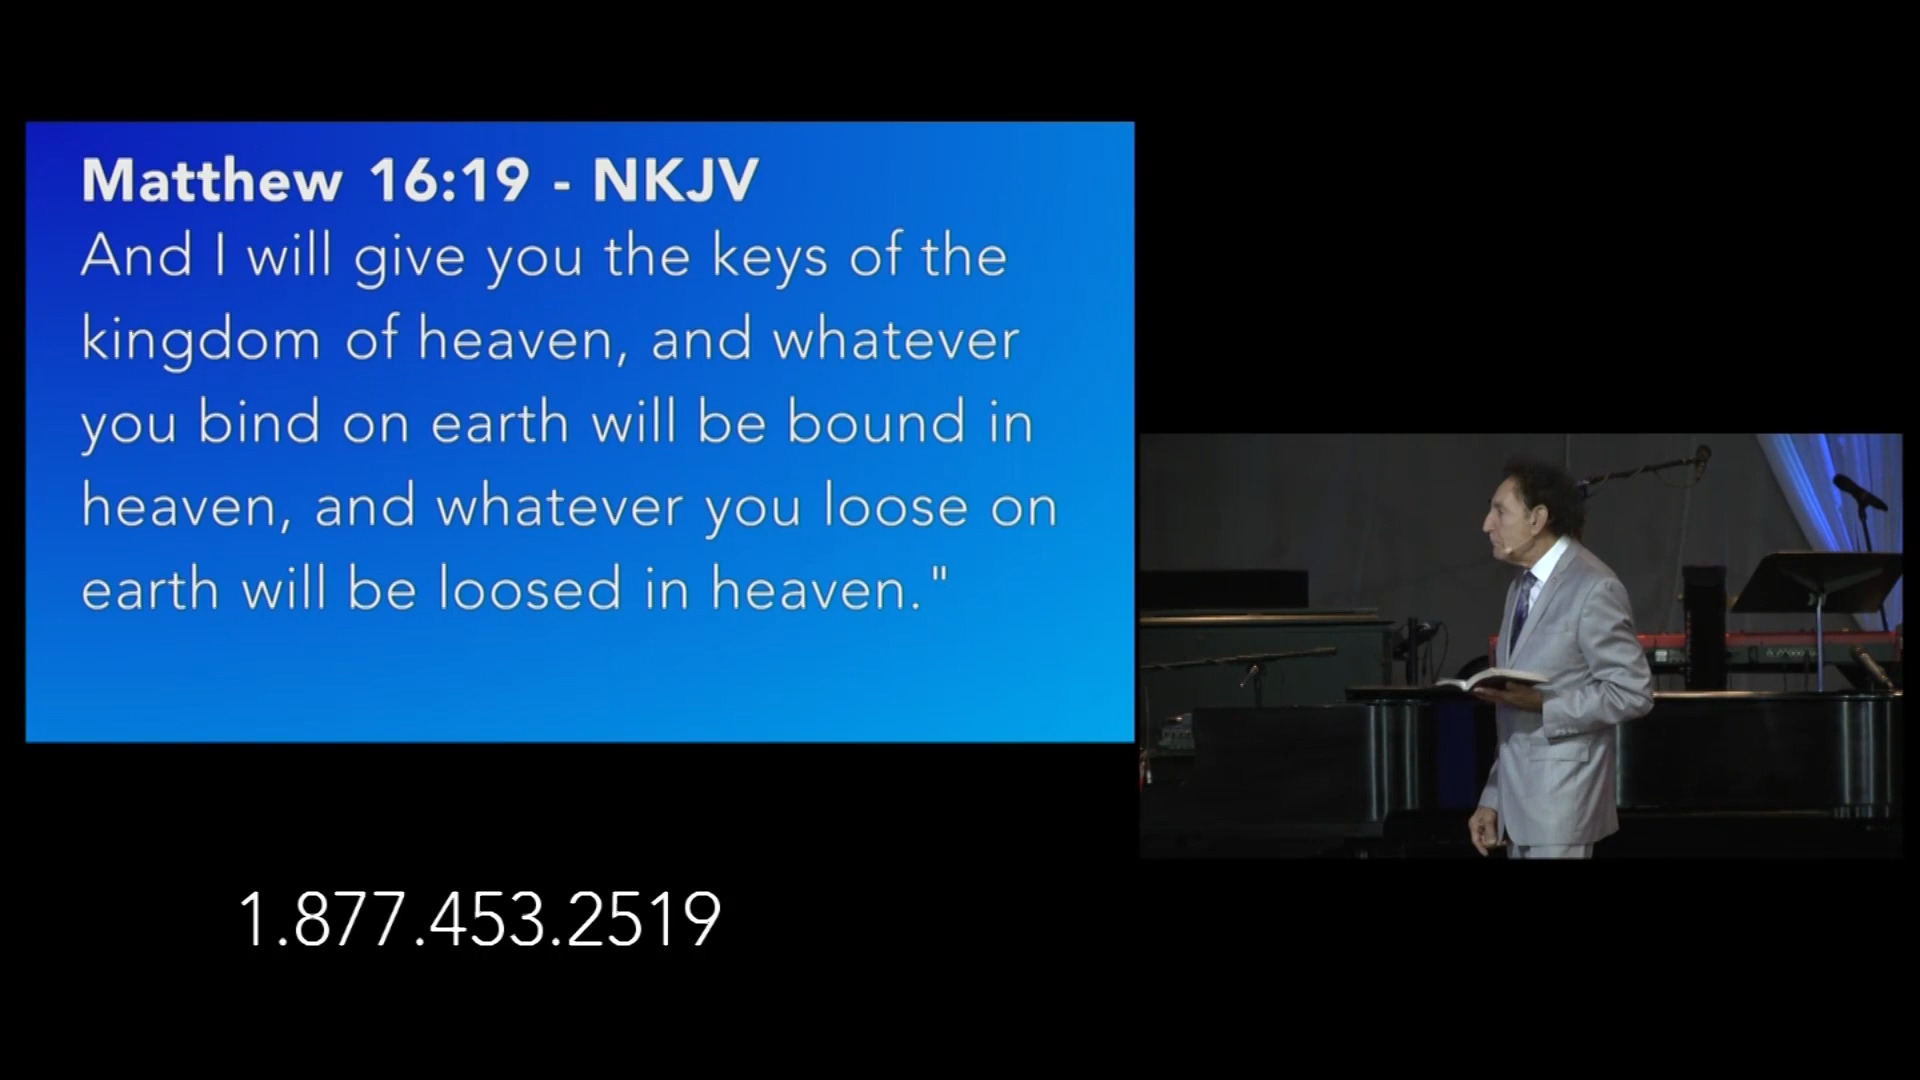 Matthew 16:19 - NKJV
And I will give you the keys of the
kingdom of heaven, and whatever
you bind on earth will be bound in
heaven, and whatever you loose on
earth will be loosed in heaven."
1.877.453.2519